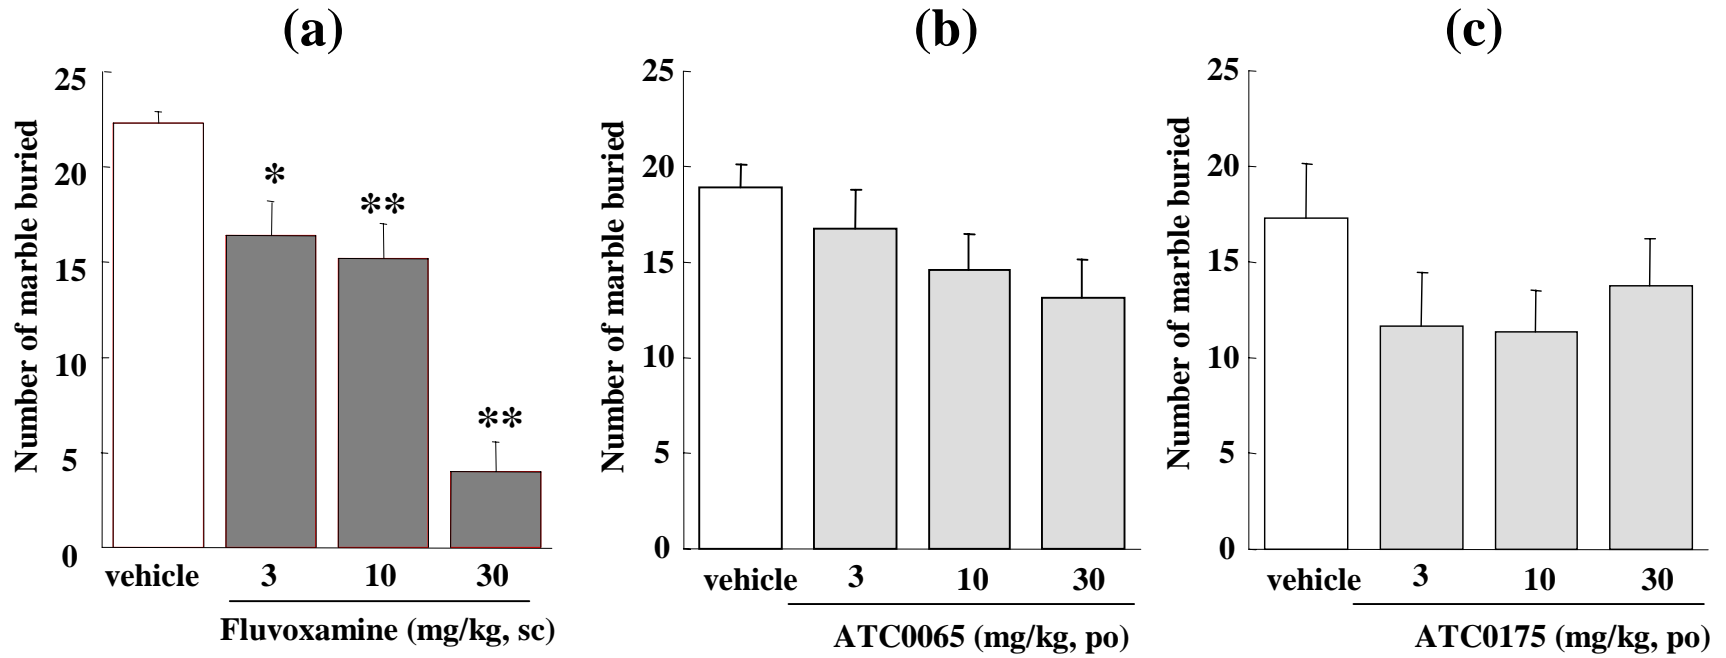 (a)
Number of marble buried
25
20
15
10
5
0
*
**
**
vehicle 3 10 30
Fluvoxamine (mg/kg, sc)
(b)
Number of marble buried
25
20
15
10
5
0
vehicle 3 10 30
ATC0065 (mg/kg, po)
(c)
Number of marble buried
25
20
15
10
5
0
vehicle 3 10 30
ATC0175 (mg/kg, po)